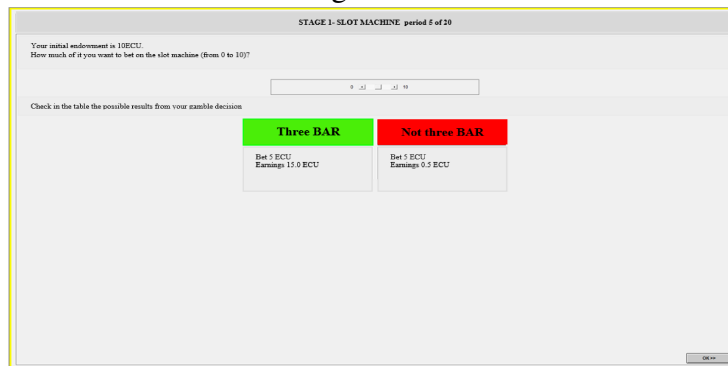 STAGE 1- SLOT MACHINE period 5 of 20
Your initial endowment is 10ECU.
How much of it you want to bet on the slot machine (from 0 to 10)?
0 10
Check in the table the possible results from your gamble decision
Three BAR Not three BAR
Bet 5 ECU Bet 5 ECU
Earnings 15.0 ECU Earnings 0.5 ECU
OK >>